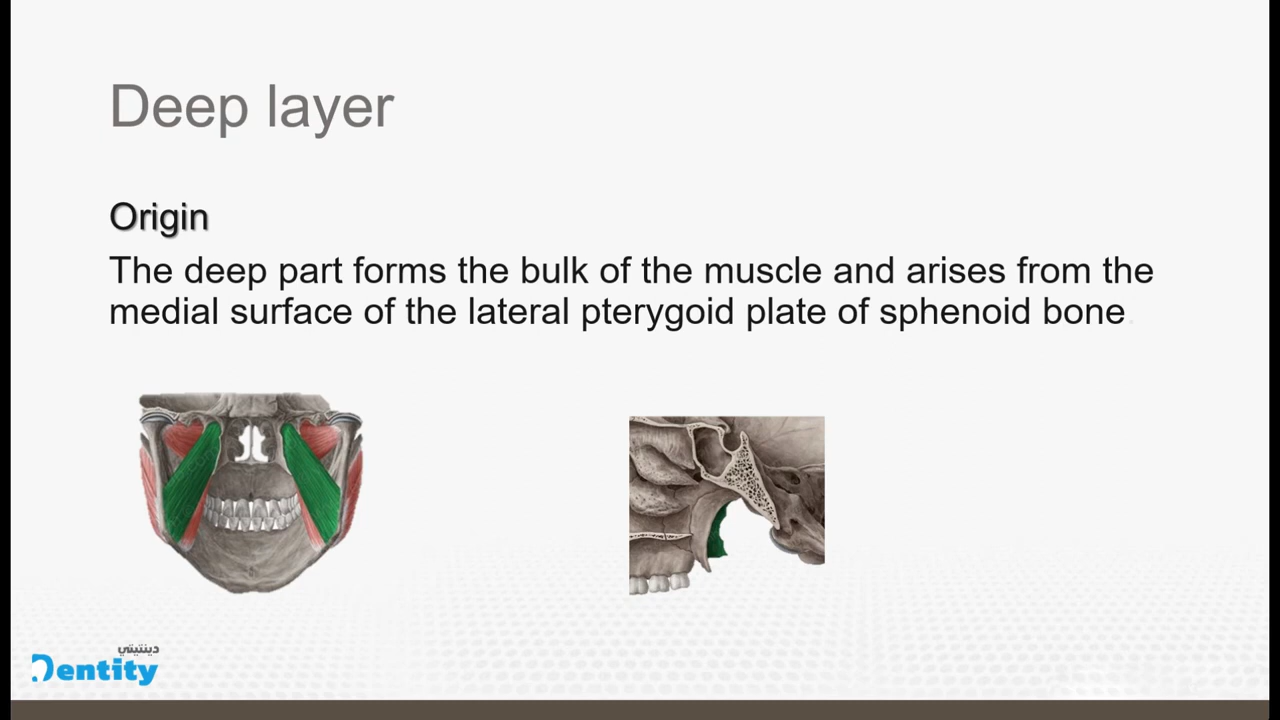 Deep layer
Origin
The deep part forms the bulk of the muscle and arises from the
medial surface of the lateral pterygoid plate of sphenoid bone.
دينتيتي
Dentity